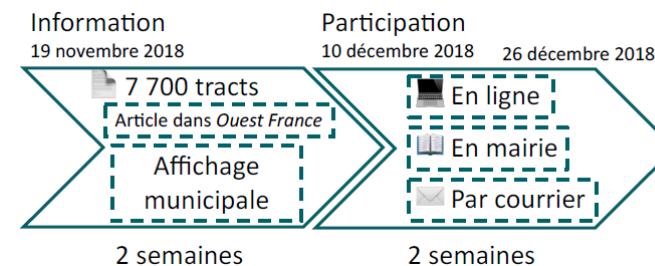 Information
19 novembre 2018
7 700 tracts
Article dans Ouest France
Affichage
municipale
2 semaines
Participation
10 décembre 2018
26 décembre 2018
En ligne
En mairie
Par courrier
2 semaines